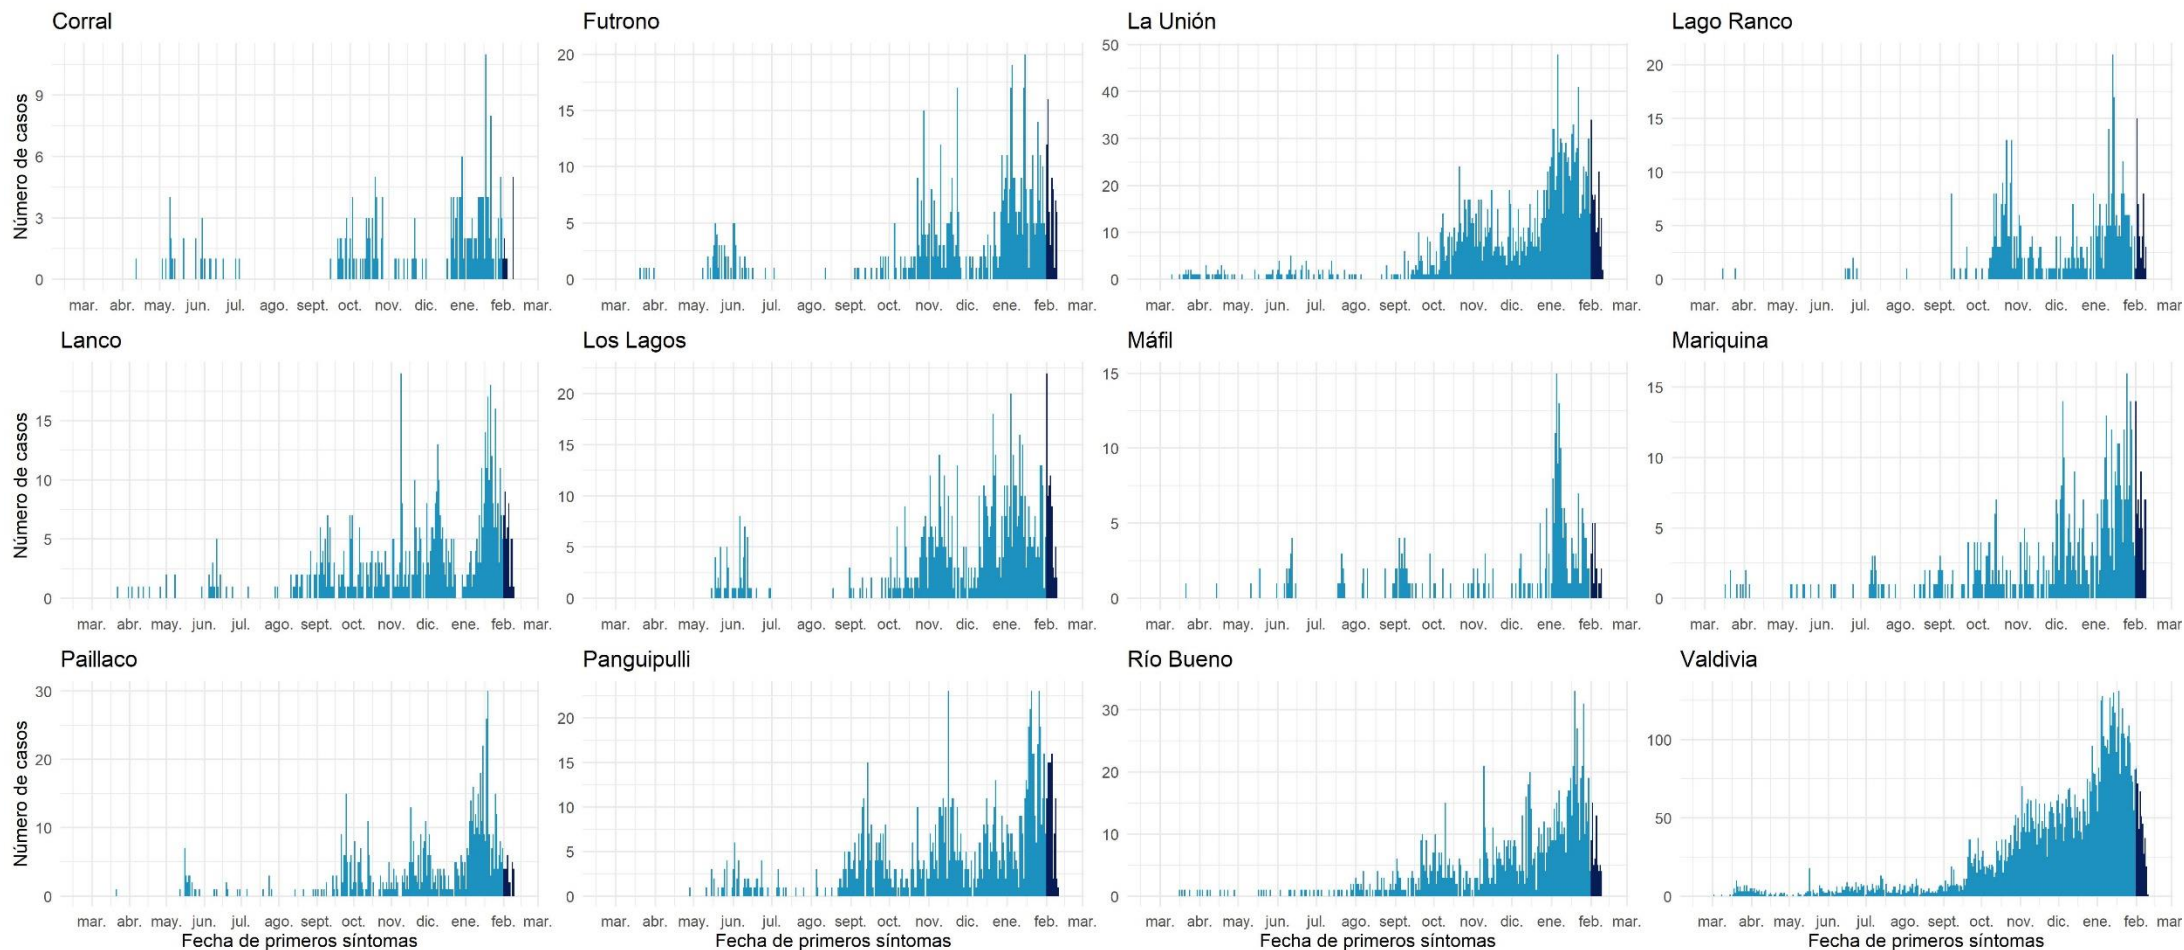 Corral
Futrono
La Unión
Lago Ranco
Número de casos
9
6
3
0
20
15
10
5
0
50
40
30
20
10
0
20
15
10
5
0
mar. abr. may. jun. jul. ago. sept. oct. nov. dic. ene. feb. mar.
mar. abr. may. jun. jul. ago. sept. oct. nov. dic. ene. feb. mar.
mar. abr. may. jun. jul. ago. sept. oct. nov. dic. ene. feb. mar.
mar. abr. may. jun. jul. ago. sept. oct. nov. dic. ene. feb. mar
Lanco
Los Lagos
Máfil
Mariquina
Número de casos
15
10
5
0
20
15
10
5
0
15
10
5
0
15
10
5
0
mar. abr. may. jun. jul. ago. sept. oct. nov. dic. ene. feb. mar.
mar. abr. may. jun. jul. ago. sept. oct. nov. dic. ene. feb. mar.
mar. abr. may. jun. jul. ago. sept. oct. nov. dic. ene. feb. mar.
mar. abr. may. jun. jul. ago. sept. oct. nov. dic. ene. feb. mar
Paillaco
Panguipulli
Río Bueno
Valdivia
Número de casos
30
20
10
0
20
15
10
5
0
30
20
10
0
100
50
0
mar. abr. may. jun. jul. ago. sept. oct. nov. dic. ene. feb. mar.
mar. abr. may. jun. jul. ago. sept. oct. nov. dic. ene. feb. mar.
mar. abr. may. jun. jul. ago. sept. oct. nov. dic. ene. feb. mar.
mar. abr. may. jun. jul. ago. sept. oct. nov. dic. ene. feb. mar
Fecha de primeros síntomas
Fecha de primeros síntomas
Fecha de primeros síntomas
Fecha de primeros síntomas